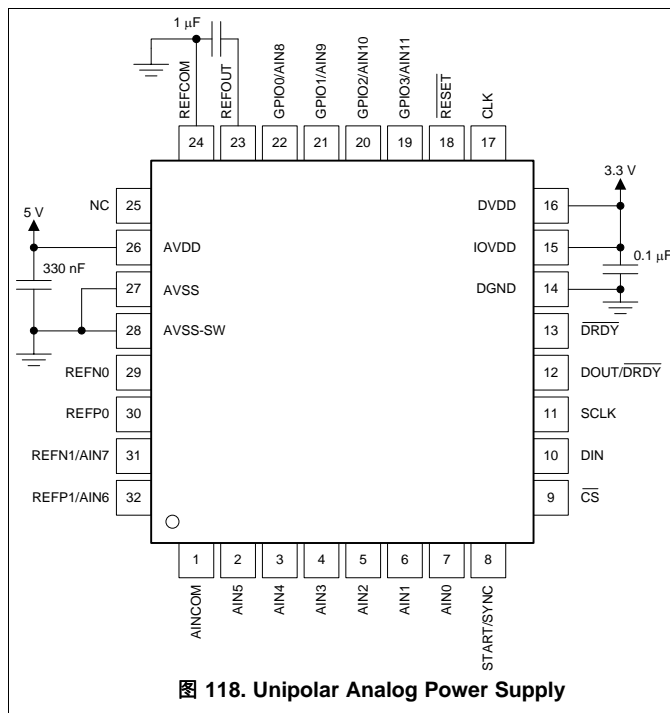 1 μF
REFCOM
REFOUT
GPIO0/AIN8
GPIO1/AIN9
GPIO2/AIN10
GPIO3/AIN11
RESET
CLK
24
23
22
21
20
19
18
17
NC
25
5 V
26
AVDD
330 nF
27
AVSS
28
AVSS-SW
REFN0
29
REFP0
30
REFN1/AIN7
31
REFP1/AIN6
32
3.3 V
DVDD
16
IOVDD
15
0.1 μF
DGND
14
13
DRDY
12
DOUT/DRDY
11
SCLK
10
DIN
9
CS
1
2
3
4
5
6
7
8
AINCOM
AIN5
AIN4
AIN3
AIN2
AIN1
AIN0
START/SYNC
图 118. Unipolar Analog Power Supply